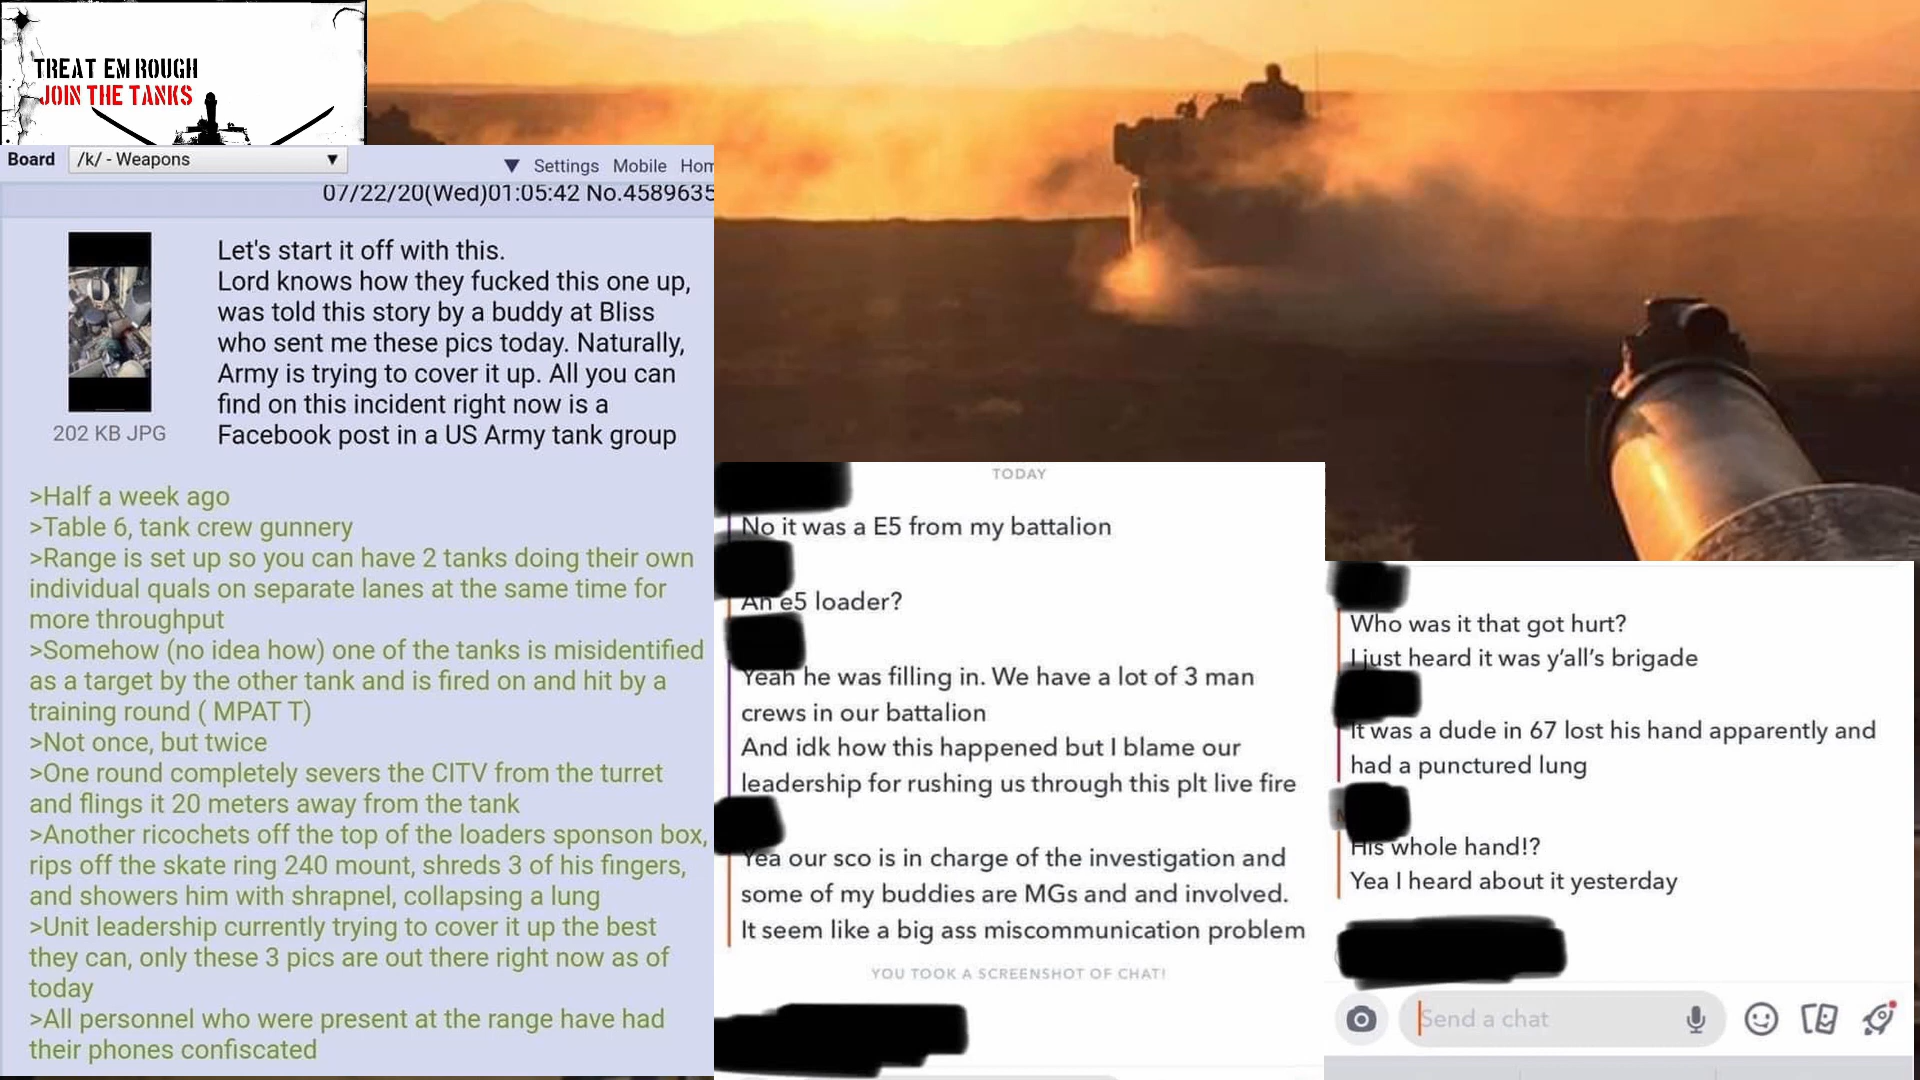 TREAT EM ROUGH
JOIN THE TANKS
Board /k/ - Weapons ▼ ▼ Settings Mobile Hom
07/22/20(Wed)01:05:42 No.4589635
Let's start it off with this.
Lord knows how they fucked this one up,
was told this story by a buddy at Bliss
who sent me these pics today. Naturally,
Army is trying to cover it up. All you can
find on this incident right now is a
Facebook post in a US Army tank group
202 KB JPG
>Half a week ago
>Table 6, tank crew gunnery
>Range is set up so you can have 2 tanks doing their own
individual quals on separate lanes at the same time for
more throughput
>Somehow (no idea how) one of the tanks is misidentified
as a target by the other tank and is fired on and hit by a
training round ( MPAT T)
>Not once, but twice
>One round completely severs the CITV from the turret
and flings it 20 meters away from the tank
>Another ricochets off the top of the loaders sponson box,
rips off the skate ring 240 mount, shreds 3 of his fingers,
and showers him with shrapnel, collapsing a lung
>Unit leadership currently trying to cover it up the best
they can, only these 3 pics are out there right now as of
today
>All personnel who were present at the range have had
their phones confiscated
TODAY
No it was a E5 from my battalion
An e5 loader?
Yeah he was filling in. We have a lot of 3 man
crews in our battalion
And idk how this happened but I blame our
leadership for rushing us through this plt live fire
Yea our sco is in charge of the investigation and
some of my buddies are MGs and and involved.
It seem like a big ass miscommunication problem
YOU TOOK A SCREENSHOT OF CHAT!
Who was it that got hurt?
I just heard it was y'all's brigade
It was a dude in 67 lost his hand apparently and
had a punctured lung
His whole hand!?
Yea I heard about it yesterday
Send a chat